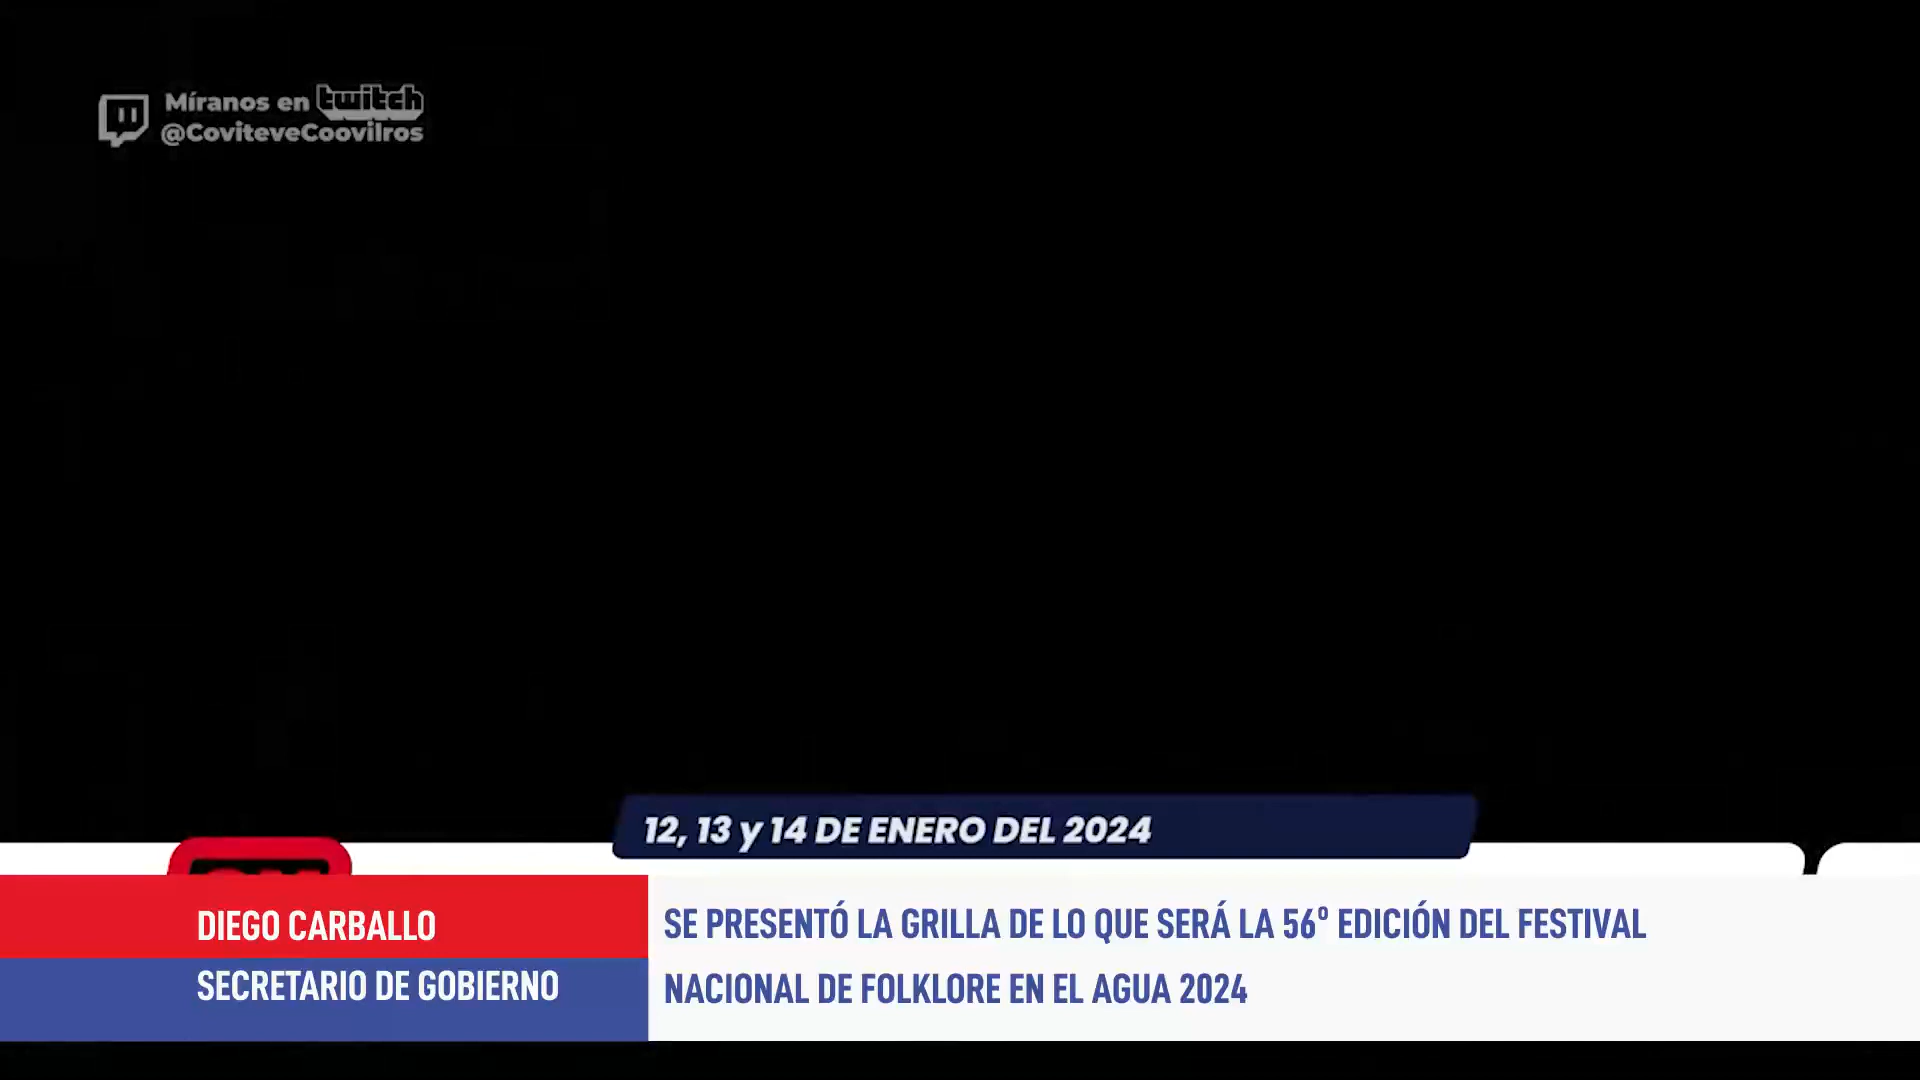 Míranos en twitch
@CoviteveCoovilros
12, 13 y 14 DE ENERO DEL 2024
DIEGO CARBALLO
SECRETARIO DE GOBIERNO
SE PRESENTÓ LA GRILLA DE LO QUE SERÁ LA 56º EDICIÓN DEL FESTIVAL
NACIONAL DE FOLKLORE EN EL AGUA 2024